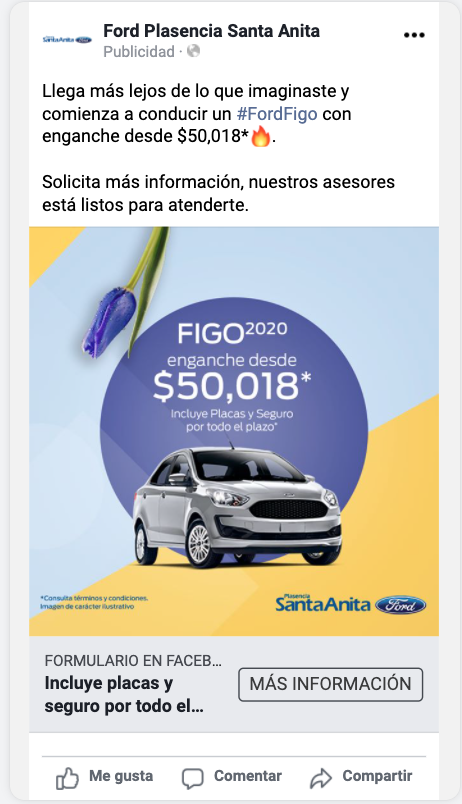 SantaAnita Ford
Ford Plasencia Santa Anita
Publicidad ·
Llega más lejos de lo que imaginaste y
comienza a conducir un #FordFigo con
enganche desde $50,018*🔥.
Solicita más información, nuestros asesores
está listos para atenderte.
FIGO2020
enganche desde
$50,018*
Incluye Placas y Seguro
por todo el plazo*
*Consulta términos y condiciones.
Imagen de carácter ilustrativo
Plasencia
SantaAnita Ford
FORMULARIO EN FACEB...
Incluye placas y
seguro por todo el...
MÁS INFORMACIÓN
Me gusta
Comentar
Compartir